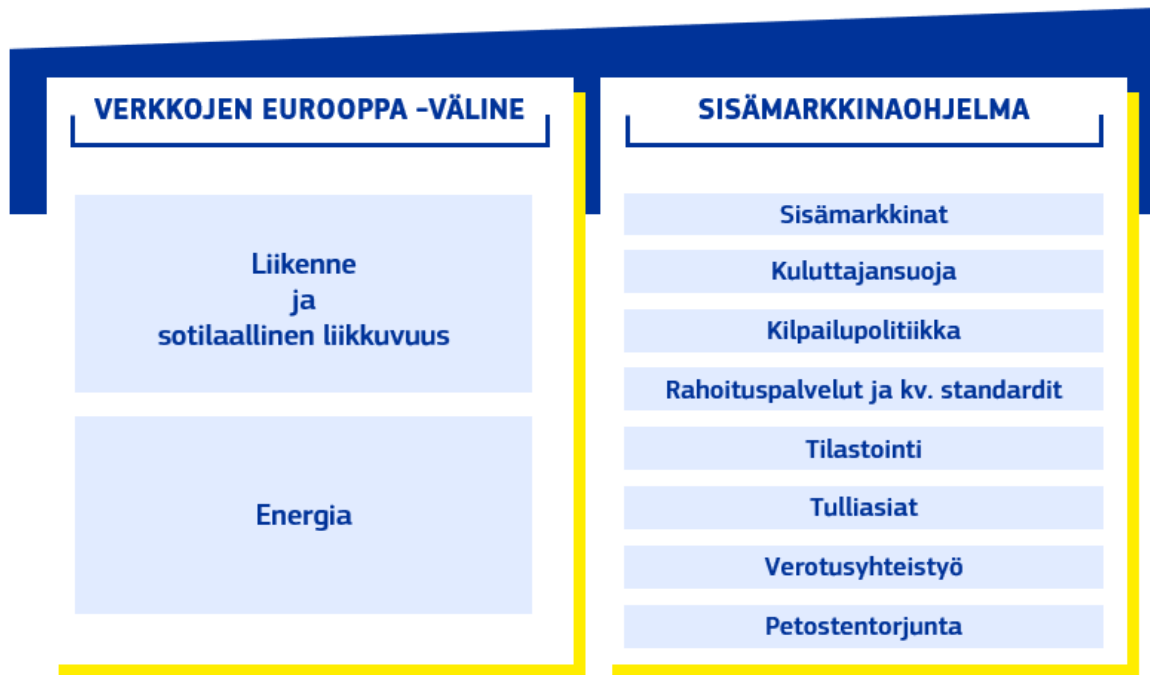 VERKKOJEN EUROOPPA -VÄLINE
Liikenne
ja
sotilaallinen liikkuvuus
Energia
SISÄMARKKINAOHJELMA
Sisämarkkinat
Kuluttajansuoja
Kilpailupolitiikka
Rahoituspalvelut ja kv. standardit
Tilastointi
Tulliasiat
Verotusyhteistyö
Petostentorjunta